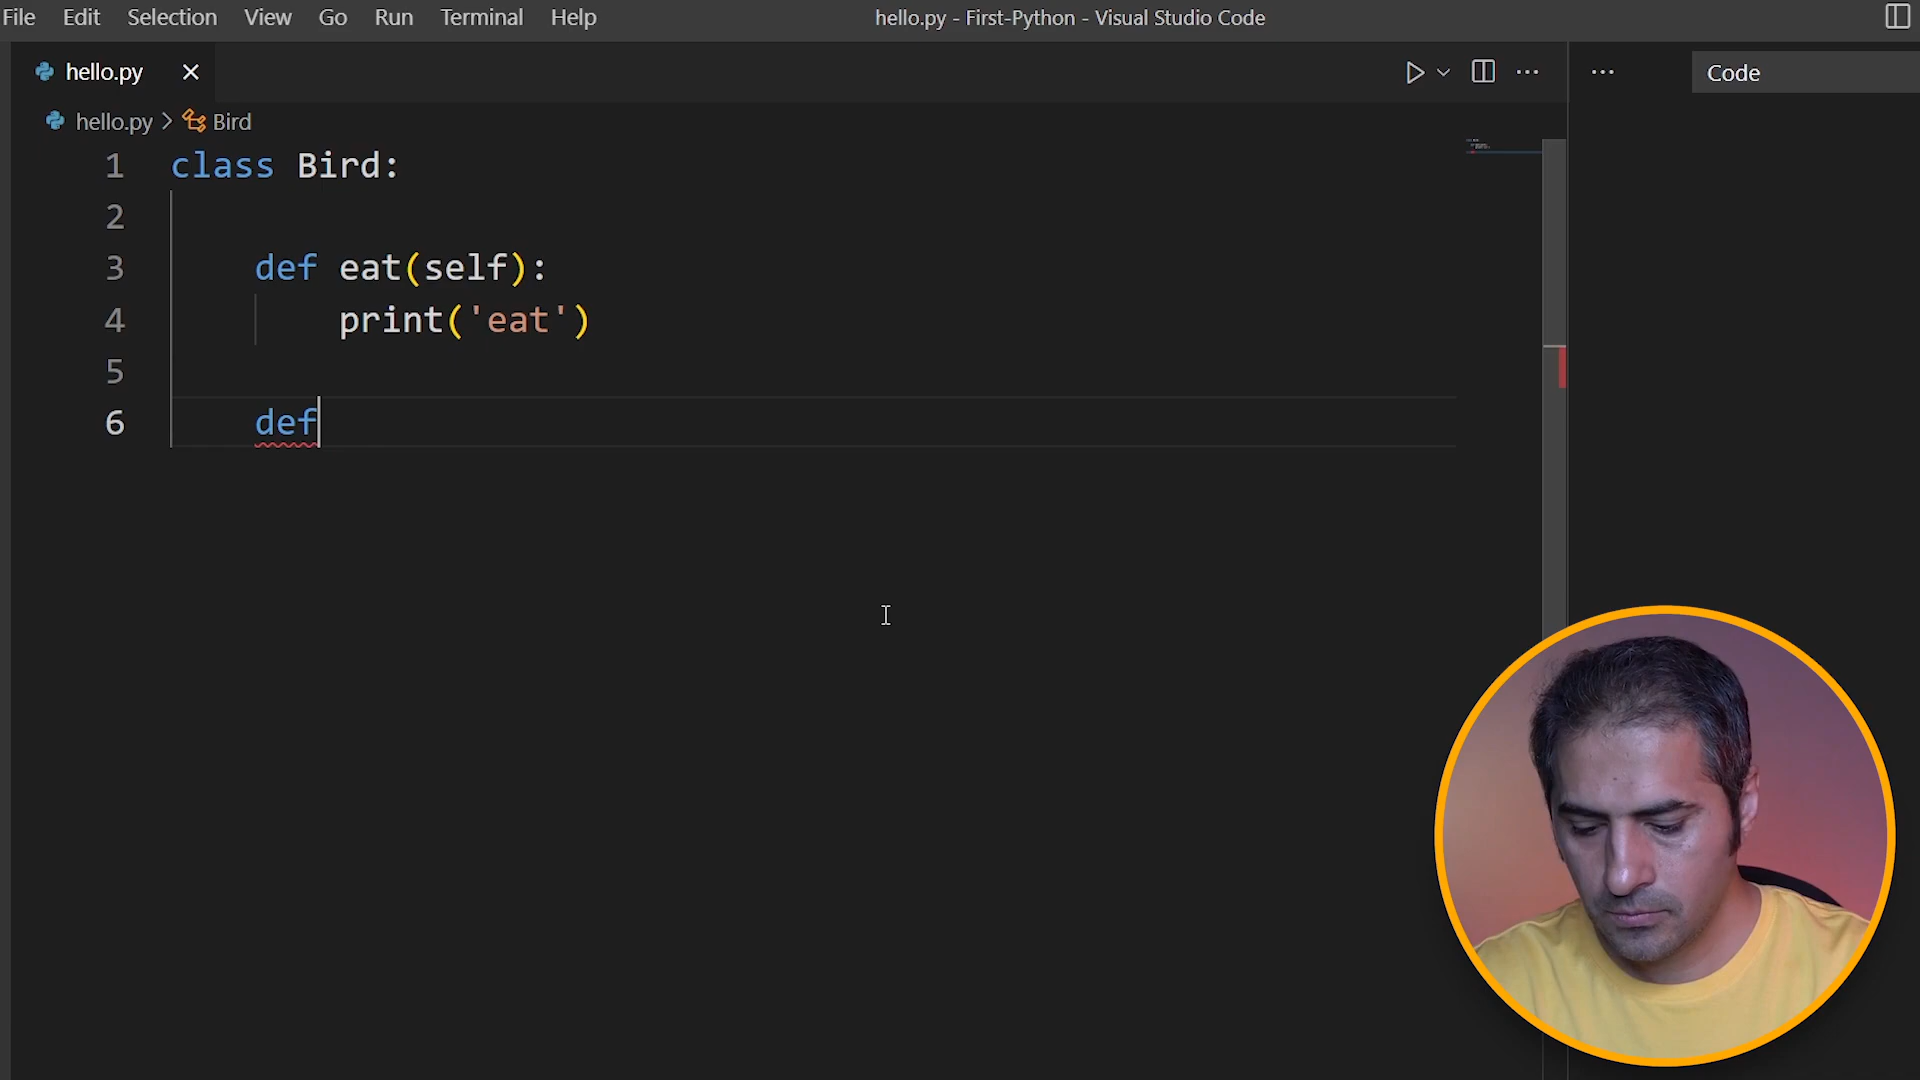 File Edit Selection View Go Run Terminal Help hello.py - First-Python - Visual Studio Code
hello.py
Code
hello.py > Bird
1 class Bird:
2
3 def eat(self):
4 print('eat')
5
6 def